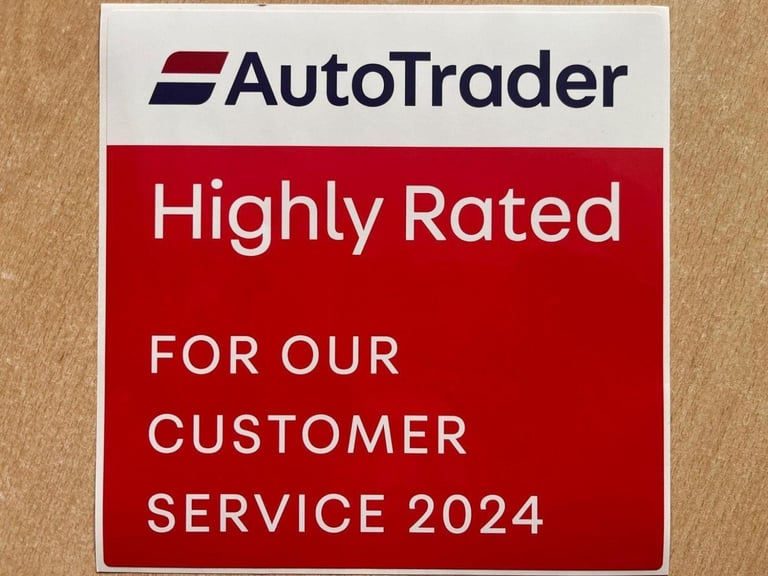 AutoTrader
Highly Rated
FOR OUR
CUSTOMER
SERVICE 2024